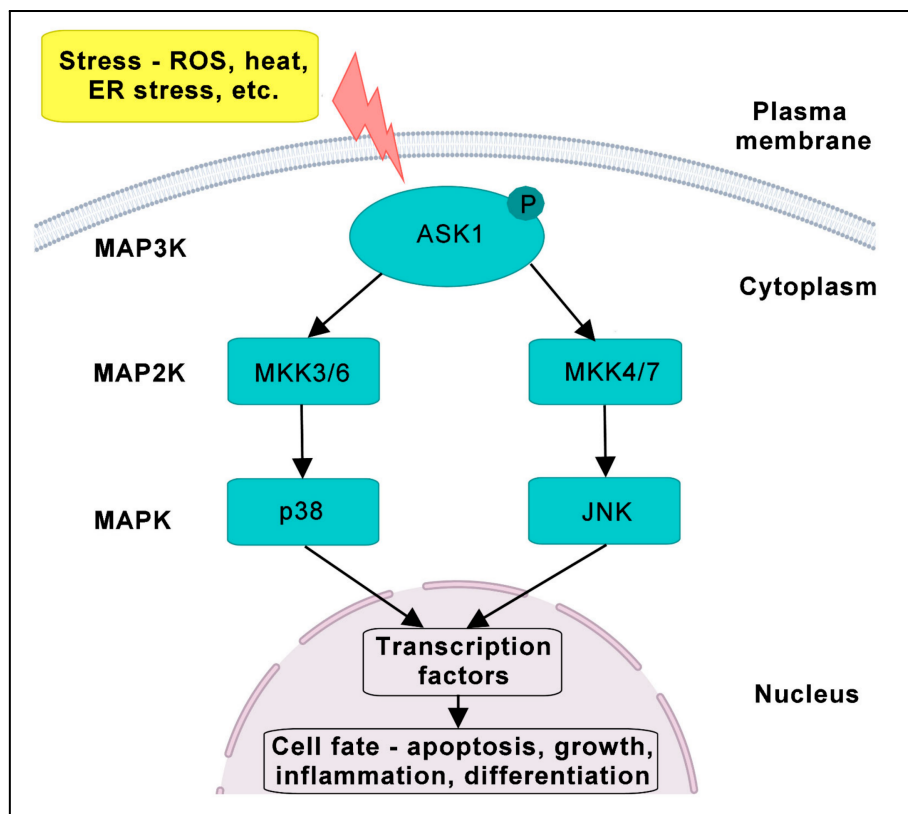 Stress - ROS, heat,
ER stress, etc.
Plasma
membrane
P
ASK1
MAP3K
Cytoplasm
MAP2K
MKK3/6
MKK4/7
MAPK
p38
JNK
Transcription
factors
Nucleus
Cell fate - apoptosis, growth,
inflammation, differentiation